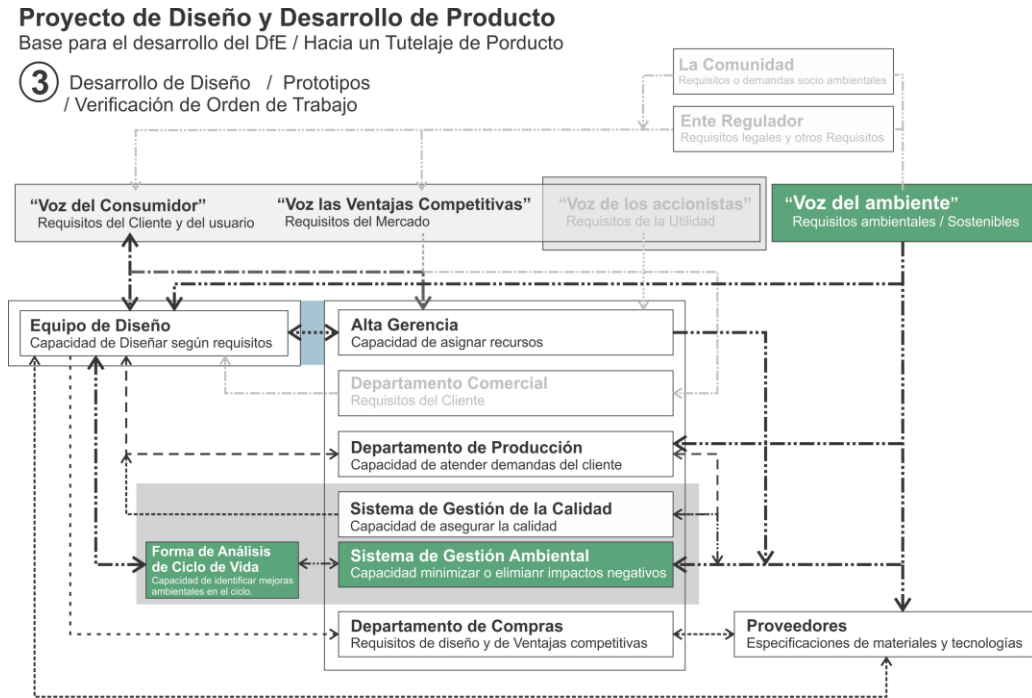 Proyecto de Diseño y Desarrollo de Producto
Base para el desarrollo del DfE / Hacia un Tutelaje de Porducto
3 Desarrollo de Diseño / Prototipos
/ Verificación de Orden de Trabajo
La Comunidad
Requisitos o demandas socio ambientales
Ente Regulador
Requisitos legales y otros Requisitos
“Voz del Consumidor”
Requisitos del Cliente y del usuario
“Voz las Ventajas Competitivas”
Requisitos del Mercado
“Voz de los accionistas”
Requisitos de la Utilidad
“Voz del ambiente”
Requisitos ambientales / Sostenibles
Equipo de Diseño
Capacidad de Diseñar según requisitos
Alta Gerencia
Capacidad de asignar recursos
Departamento Comercial
Requisitos del Cliente
Departamento de Producción
Capacidad de atender demandas del cliente
Sistema de Gestión de la Calidad
Capacidad de asegurar la calidad
Forma de Análisis
de Ciclo de Vida
Capacidad de identificar mejoras
ambientales en el ciclo.
Sistema de Gestión Ambiental
Capacidad minimizar o elimianr impactos negativos
Departamento de Compras
Requisitos de diseño y de Ventajas competitivas
Proveedores
Especificaciones de materiales y tecnologías